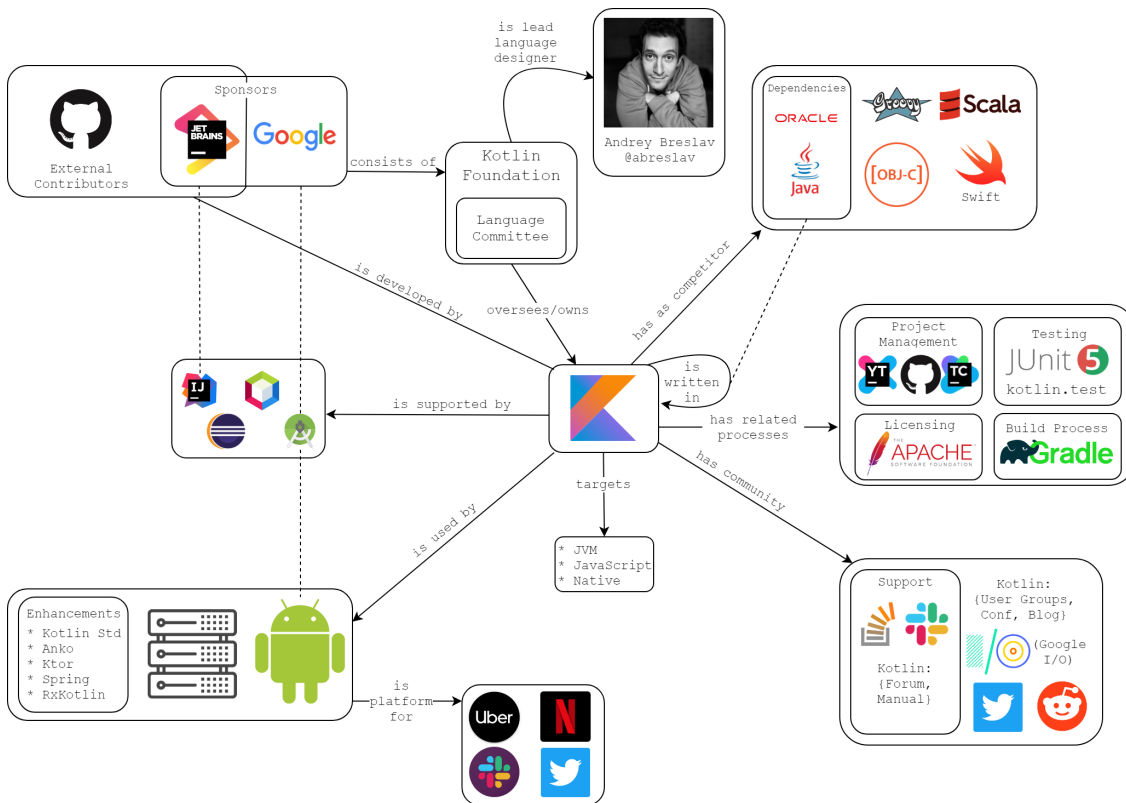 is lead
language
designer
Andrey Breslav
@abreslav
Sponsors
JET
BRAINS
Google
External
Contributors
consists of
Kotlin
Foundation
Language
Committee
Dependencies
ORACLE
Java
groovy
Scala
[OBJ-C]
Swift
is developed by
oversees/owns
has as competitor
is
written
in
is supported by
IJ
has related
processes
Project
Management
YT
TC
Testing
JUnit 5
kotlin.test
Licensing
THE
APACHE
SOFTWARE FOUNDATION
Build Process
Gradle
has community
targets
* JVM
* JavaScript
* Native
is used by
Enhancements
* Kotlin Std
* Anko
* Ktor
* Spring
* RxKotlin
is
platform
for
Uber
N
Support
Kotlin:
{Forum,
Manual}
Kotlin:
{User Groups,
Conf, Blog}
(Google
I/O)